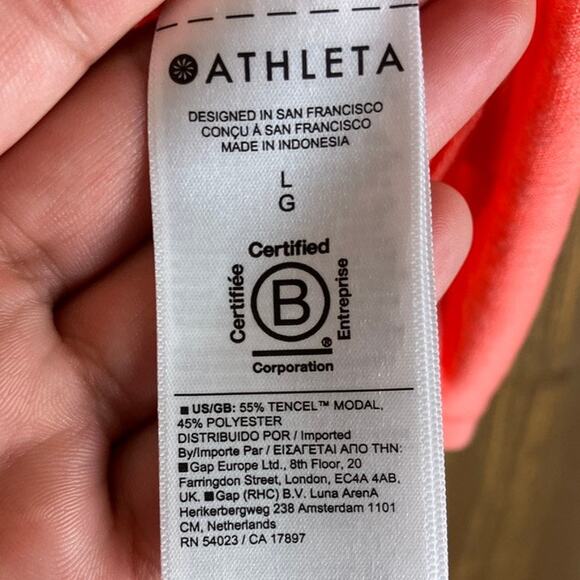 ATHLETA
DESIGNED IN SAN FRANCISCO
CONÇU À SAN FRANCISCO
MADE IN INDONESIA
L
G
Certified
Certifiée
B
Entreprise
®
Corporation
■ US/GB: 55% TENCEL™ MODAL,
45% POLYESTER
DISTRIBUIDO POR / Imported
By/Importe Par / ΕΙΣΑΓΕΤΑΙ ΑΠΟ ΤΗΝ:
■Gap Europe Ltd., 8th Floor, 20
Farringdon Street, London, EC4A 4AB,
UK. ■Gap (RHC) B.V. Luna ArenA
Herikerbergweg 238 Amsterdam 1101
CM, Netherlands
RN 54023 / CA 17897